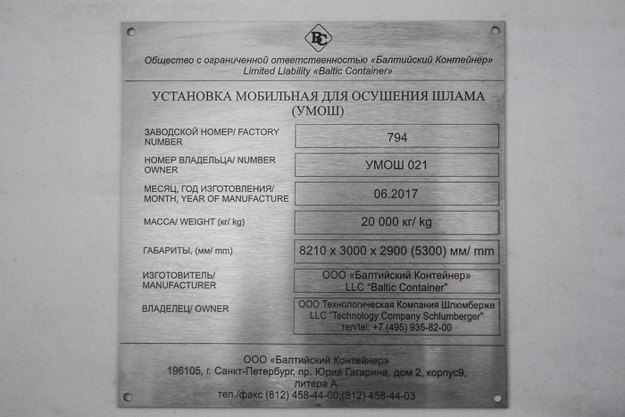 БС
Общество с ограниченной ответственностью «Балтийский Контейнер»
Limited Liability «Baltic Container»
УСТАНОВКА МОБИЛЬНАЯ ДЛЯ ОСУШЕНИЯ ШЛАМА
(УМОШ)
ЗАВОДСКОЙ НОМЕР/ FACTORY
NUMBER
794
НОМЕР ВЛАДЕЛЬЦА/ NUMBER
OWNER
УМОШ 021
МЕСЯЦ, ГОД ИЗГОТОВЛЕНИЯ/
MONTH, YEAR OF MANUFACTURE
06.2017
МАССА/ WEIGHT (кг/ kg)
20 000 кг/ kg
ГАБАРИТЫ, (мм/ mm)
8210 x 3000 x 2900 (5300) мм/ mm
ИЗГОТОВИТЕЛЬ/
MANUFACTURER
ООО «Балтийский Контейнер»
LLC “Baltic Container”
ВЛАДЕЛЕЦ/ OWNER
ООО Технологическая Компания Шлюмберже
LLC “Technology Company Schlumberger”
тел/tel: +7 (495) 935-82-00
ООО «Балтийский Контейнер»
196105, г. Санкт-Петербург, пр. Юрия Гагарина, дом 2, корпус9,
литера А
тел./факс (812) 458-44-00,(812) 458-44-03